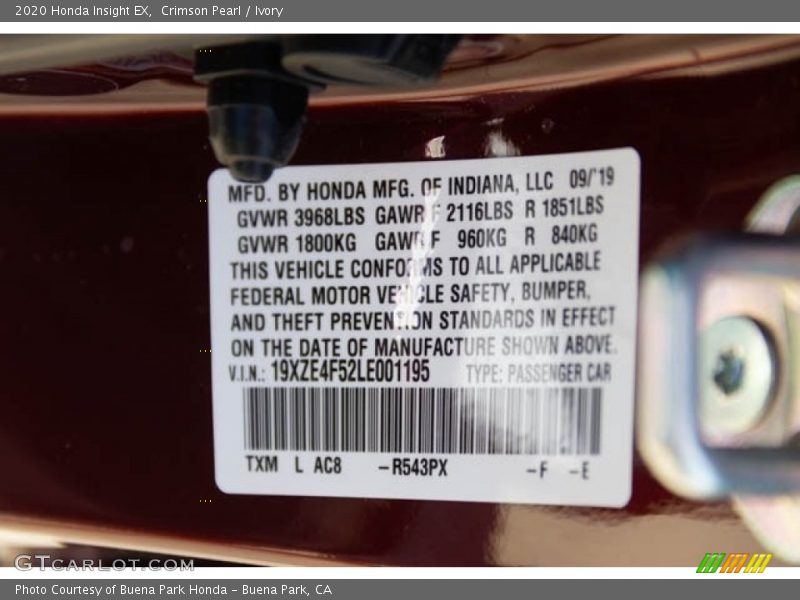 2020 Honda Insight EX, Crimson Pearl / Ivory
MFD. BY HONDA MFG. OF INDIANA, LLC 09/'19
GVWR 3968LBS GAWR F 2116LBS R 1851LBS
GVWR 1800KG GAWR F 960KG R 840KG
THIS VEHICLE CONFORMS TO ALL APPLICABLE
FEDERAL MOTOR VEHICLE SAFETY, BUMPER,
AND THEFT PREVENTION STANDARDS IN EFFECT
ON THE DATE OF MANUFACTURE SHOWN ABOVE.
V.I.N.: 19XZE4F52LE001195 TYPE: PASSENGER CAR
TXM L AC8 -R543PX -F -E
GTCARLOT.COM
Photo Courtesy of Buena Park Honda - Buena Park, CA